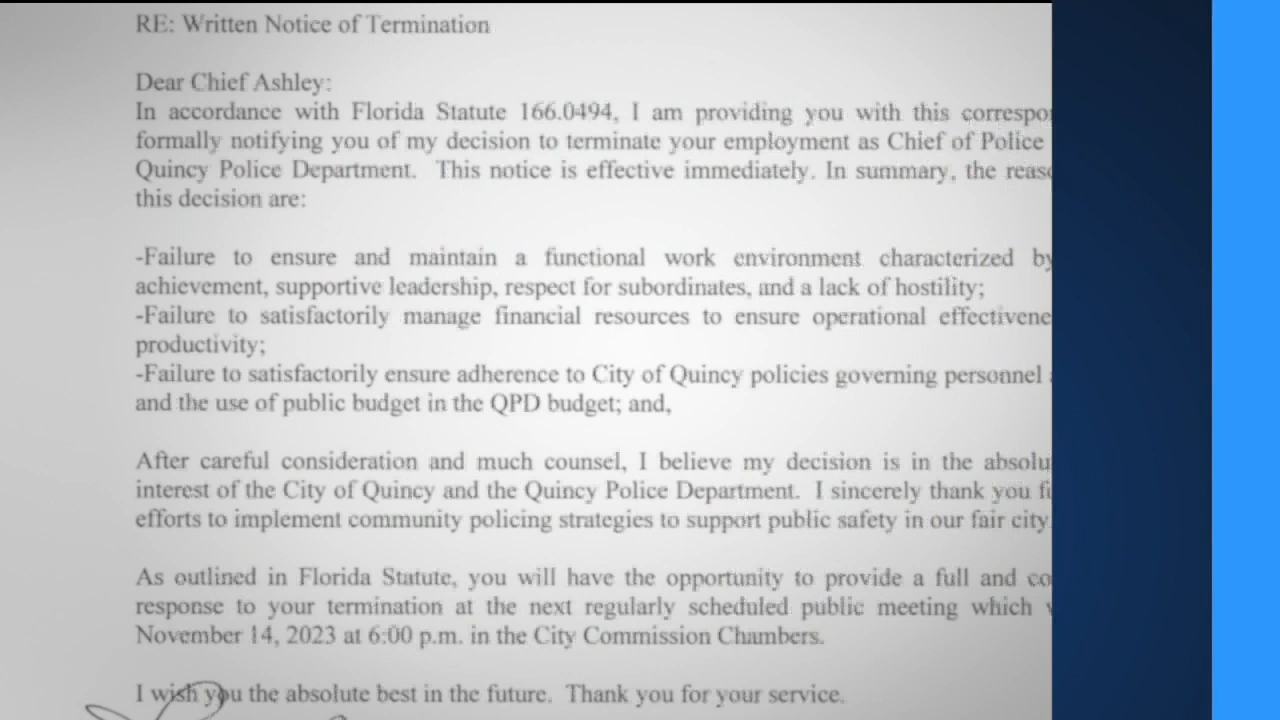 RE: Written Notice of Termination
Dear Chief Ashley:
In accordance with Florida Statute 166.0494, I am providing you with this
formally notifying you of my decision to terminate your employment as Chief of Police
Quincy Police Department. This notice is effective immediately. In summary, the
this decision are:
-Failure to ensure and maintain a functional work environment characterized by
achievement, supportive leadership, respect for subordinates, and a lack of hostility;
-Failure to satisfactorily manage financial resources to ensure operational
productivity;
-Failure to satisfactorily ensure adherence to City of Quincy policies governing personnel
and the use of public budget in the QPD budget; and,
After careful consideration and much counsel, I believe my decision is in the
interest of the City of Quincy and the Quincy Police Department. I sincerely thank you
efforts to implement community policing strategies to support public safety in our fair city
As outlined in Florida Statute, you will have the opportunity to provide a full and
response to your termination at the next regularly scheduled public meeting which
November 14, 2023 at 6:00 p.m. in the City Commission Chambers.
I wish you the absolute best in the future. Thank you for your service.